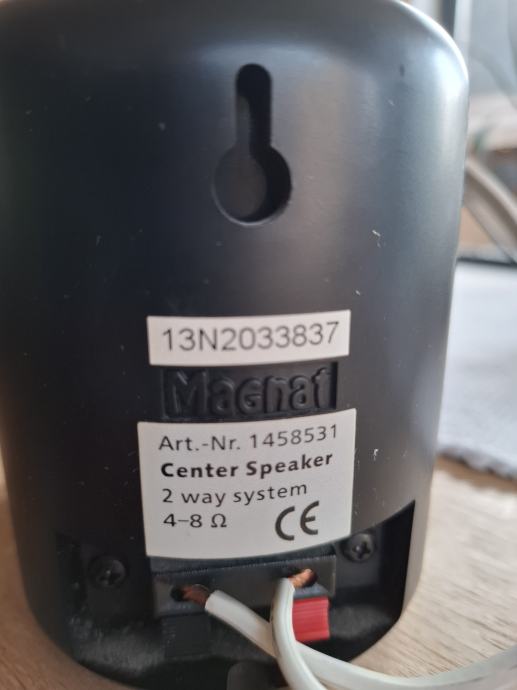 13N2033837
Magnat
Art.-Nr. 1458531
Center Speaker
2 way system
4–8 Ω CE